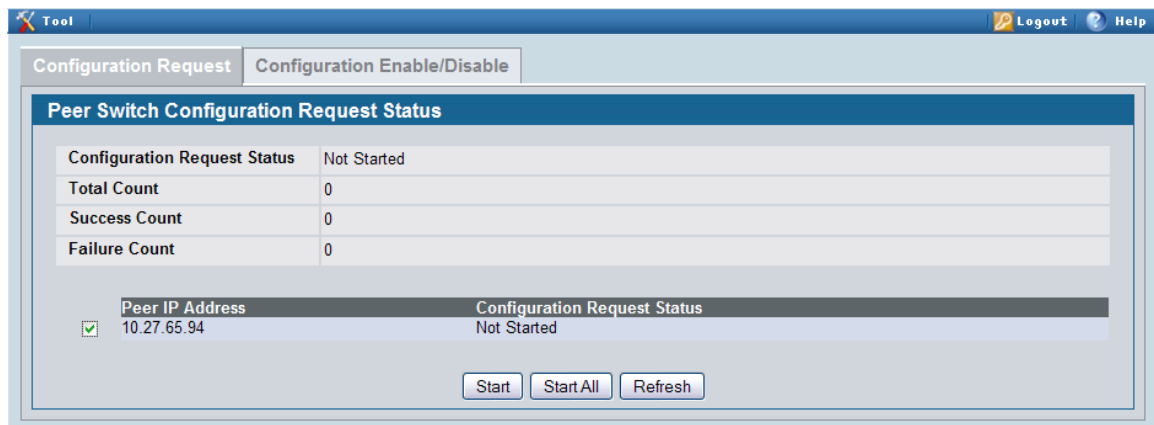 Tool Logout Help
Configuration Request Configuration Enable/Disable
Peer Switch Configuration Request Status
Configuration Request Status Not Started
Total Count 0
Success Count 0
Failure Count 0
Peer IP Address Configuration Request Status
10.27.65.94 Not Started
Start Start All Refresh